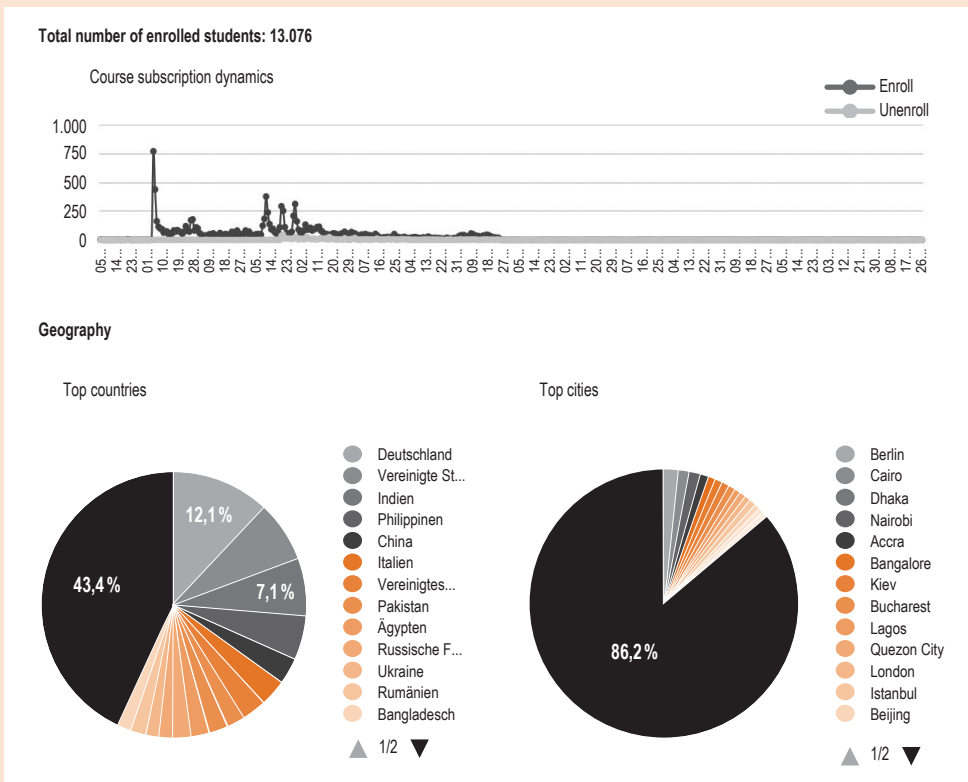 Total number of enrolled students: 13.076
Course subscription dynamics
Enroll
Unenroll
1.000
750
500
250
0
05... 14... 23... 01... 10... 19... 28... 09... 18... 27... 05... 14... 23... 02... 11... 20... 29... 07... 16... 25... 04... 13... 22... 31... 09... 18... 27... 05... 14... 23... 02... 11... 20... 29... 07... 16... 25... 04... 13... 22... 31... 09... 18... 27... 05... 14... 23... 03... 12... 21... 30... 08... 17... 26...
Geography
Top countries
12,1 %
7,1 %
43,4 %
Deutschland
Vereinigte St...
Indien
Philippinen
China
Italien
Vereinigtes...
Pakistan
Ägypten
Russische F...
Ukraine
Rumänien
Bangladesch
1/2
Top cities
86,2 %
Berlin
Cairo
Dhaka
Nairobi
Accra
Bangalore
Kiev
Bucharest
Lagos
Quezon City
London
Istanbul
Beijing
1/2